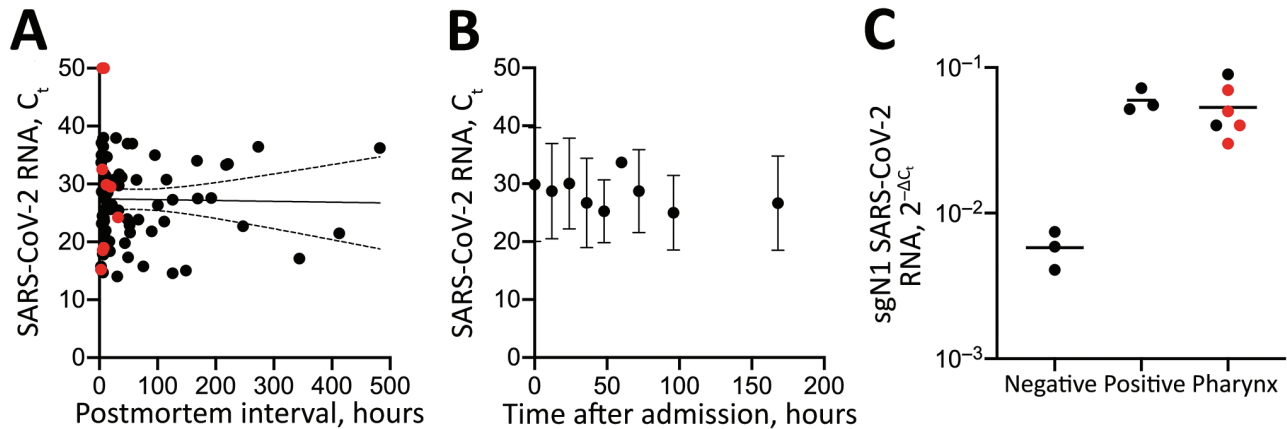 A
SARS-CoV-2 RNA, Ct
50
40
30
20
10
0
0 100 200 300 400 500
Postmortem interval, hours
B
SARS-CoV-2 RNA, Ct
50
40
30
20
10
0
0 50 100 150 200
Time after admission, hours
C
sgN1 SARS-CoV-2
RNA, 2^−ΔCt
10^−1
10^−2
10^−3
Negative Positive Pharynx